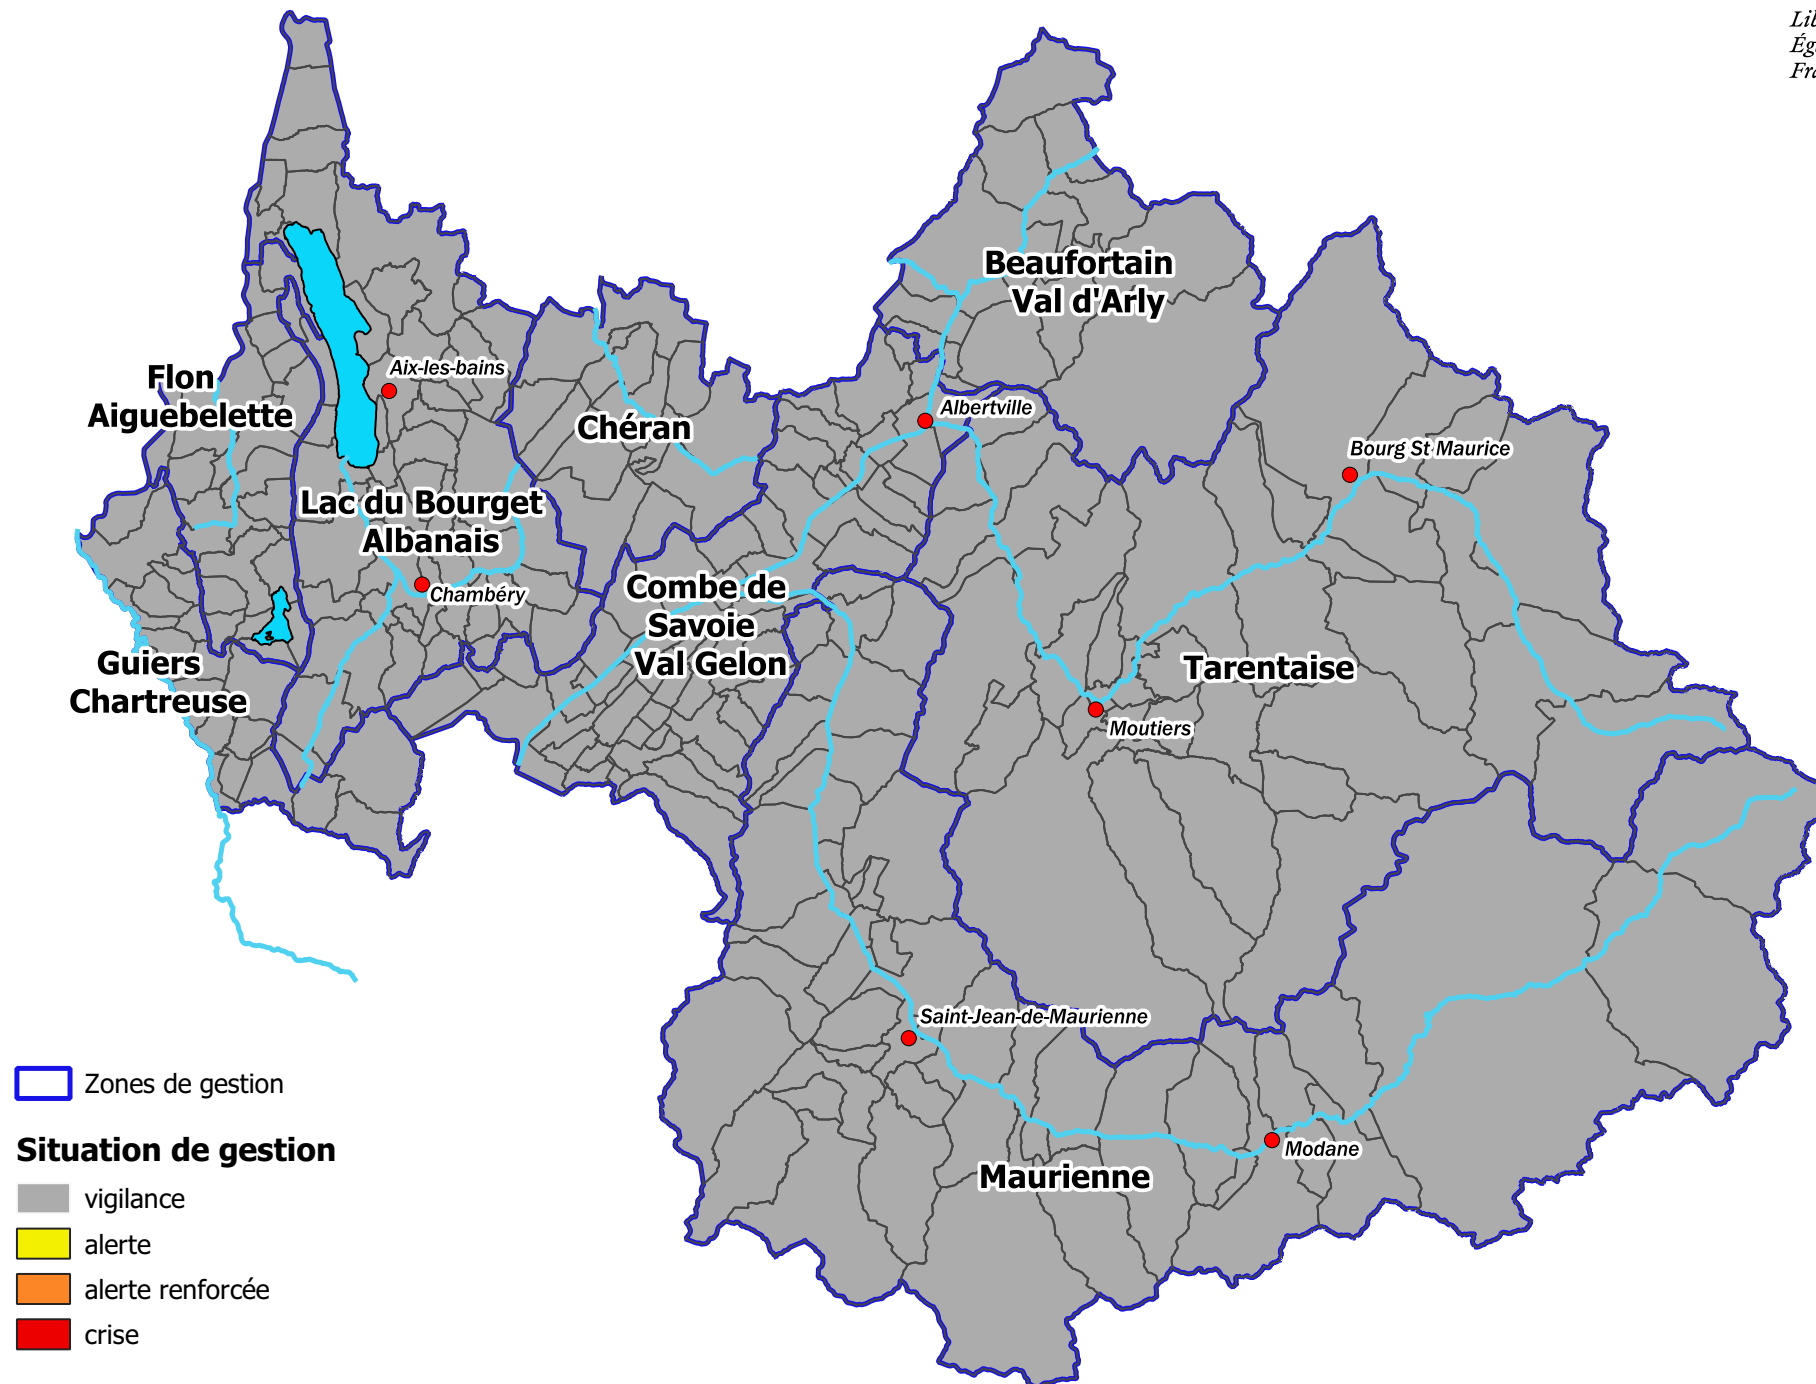 Beaufortain
Val d'Arly
Flon
Aiguebelette
Aix-les-bains
Chéran
Albertville
Bourg St Maurice
Lac du Bourget
Albanais
Chambéry
Combe de
Savoie
Val Gelon
Guiers
Chartreuse
Tarentaise
Moutiers
Saint-Jean-de-Maurienne
Modane
Maurienne
Zones de gestion
Situation de gestion
vigilance
alerte
alerte renforcée
crise